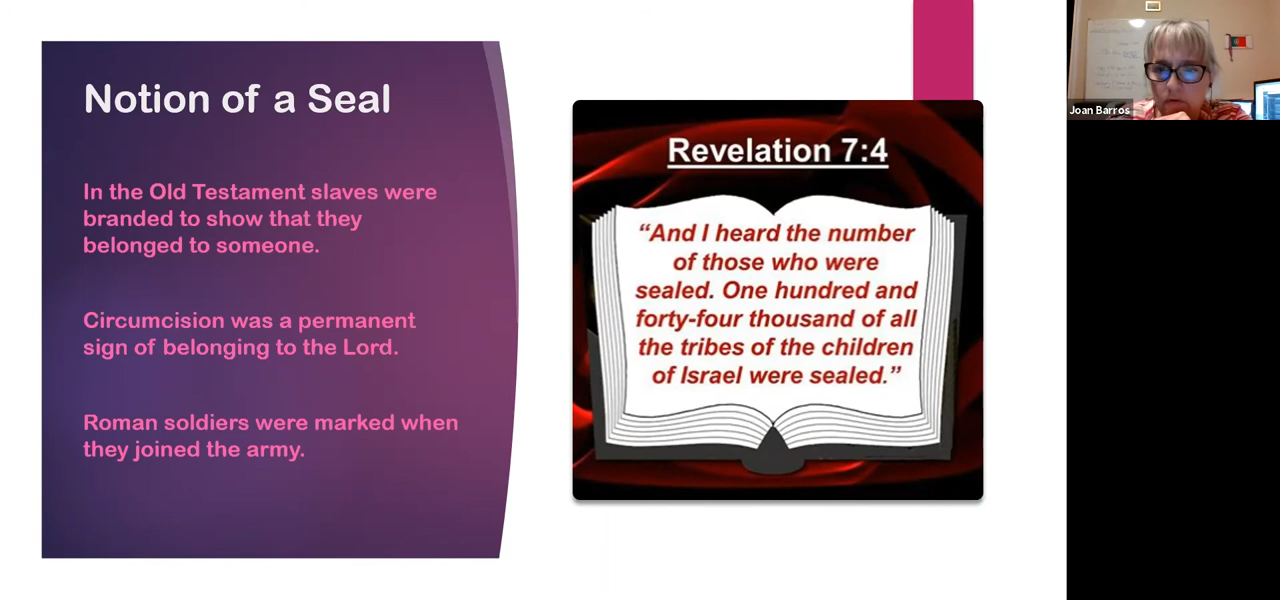 Notion of a Seal
In the Old Testament slaves were
branded to show that they
belonged to someone.
Circumcision was a permanent
sign of belonging to the Lord.
Roman soldiers were marked when
they joined the army.
Revelation 7:4
“And I heard the number
of those who were
sealed. One hundred and
forty-four thousand of all
the tribes of the children
of Israel were sealed.”
Joan Barros